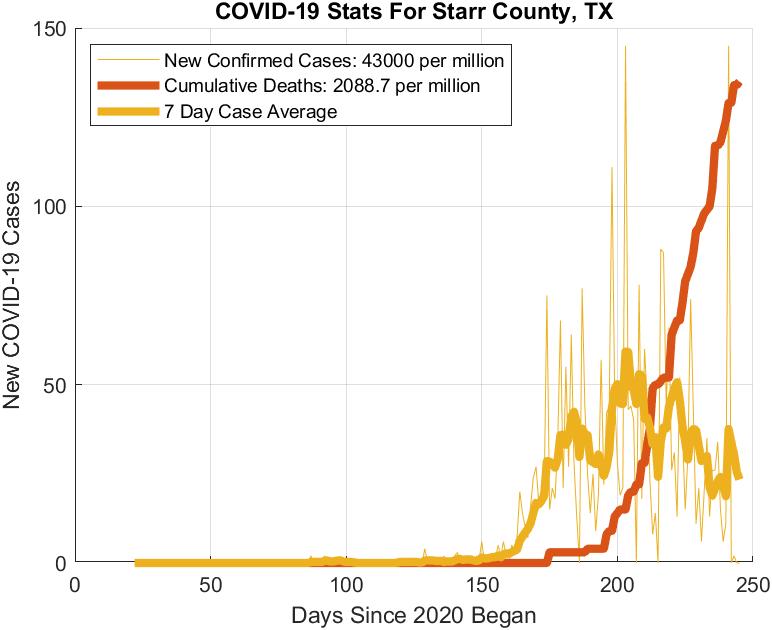 COVID-19 Stats For Starr County, TX
New Confirmed Cases: 43000 per million
Cumulative Deaths: 2088.7 per million
7 Day Case Average
New COVID-19 Cases
150
100
50
0
0 50 100 150 200 250
Days Since 2020 Began